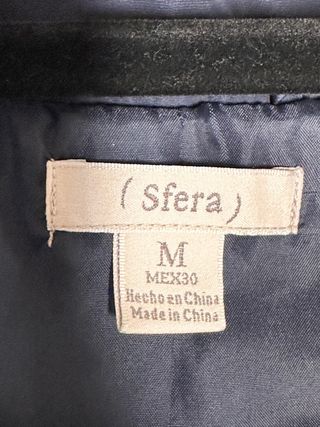 ( Sfera )
M
MEX30
Hecho en China
Made in China